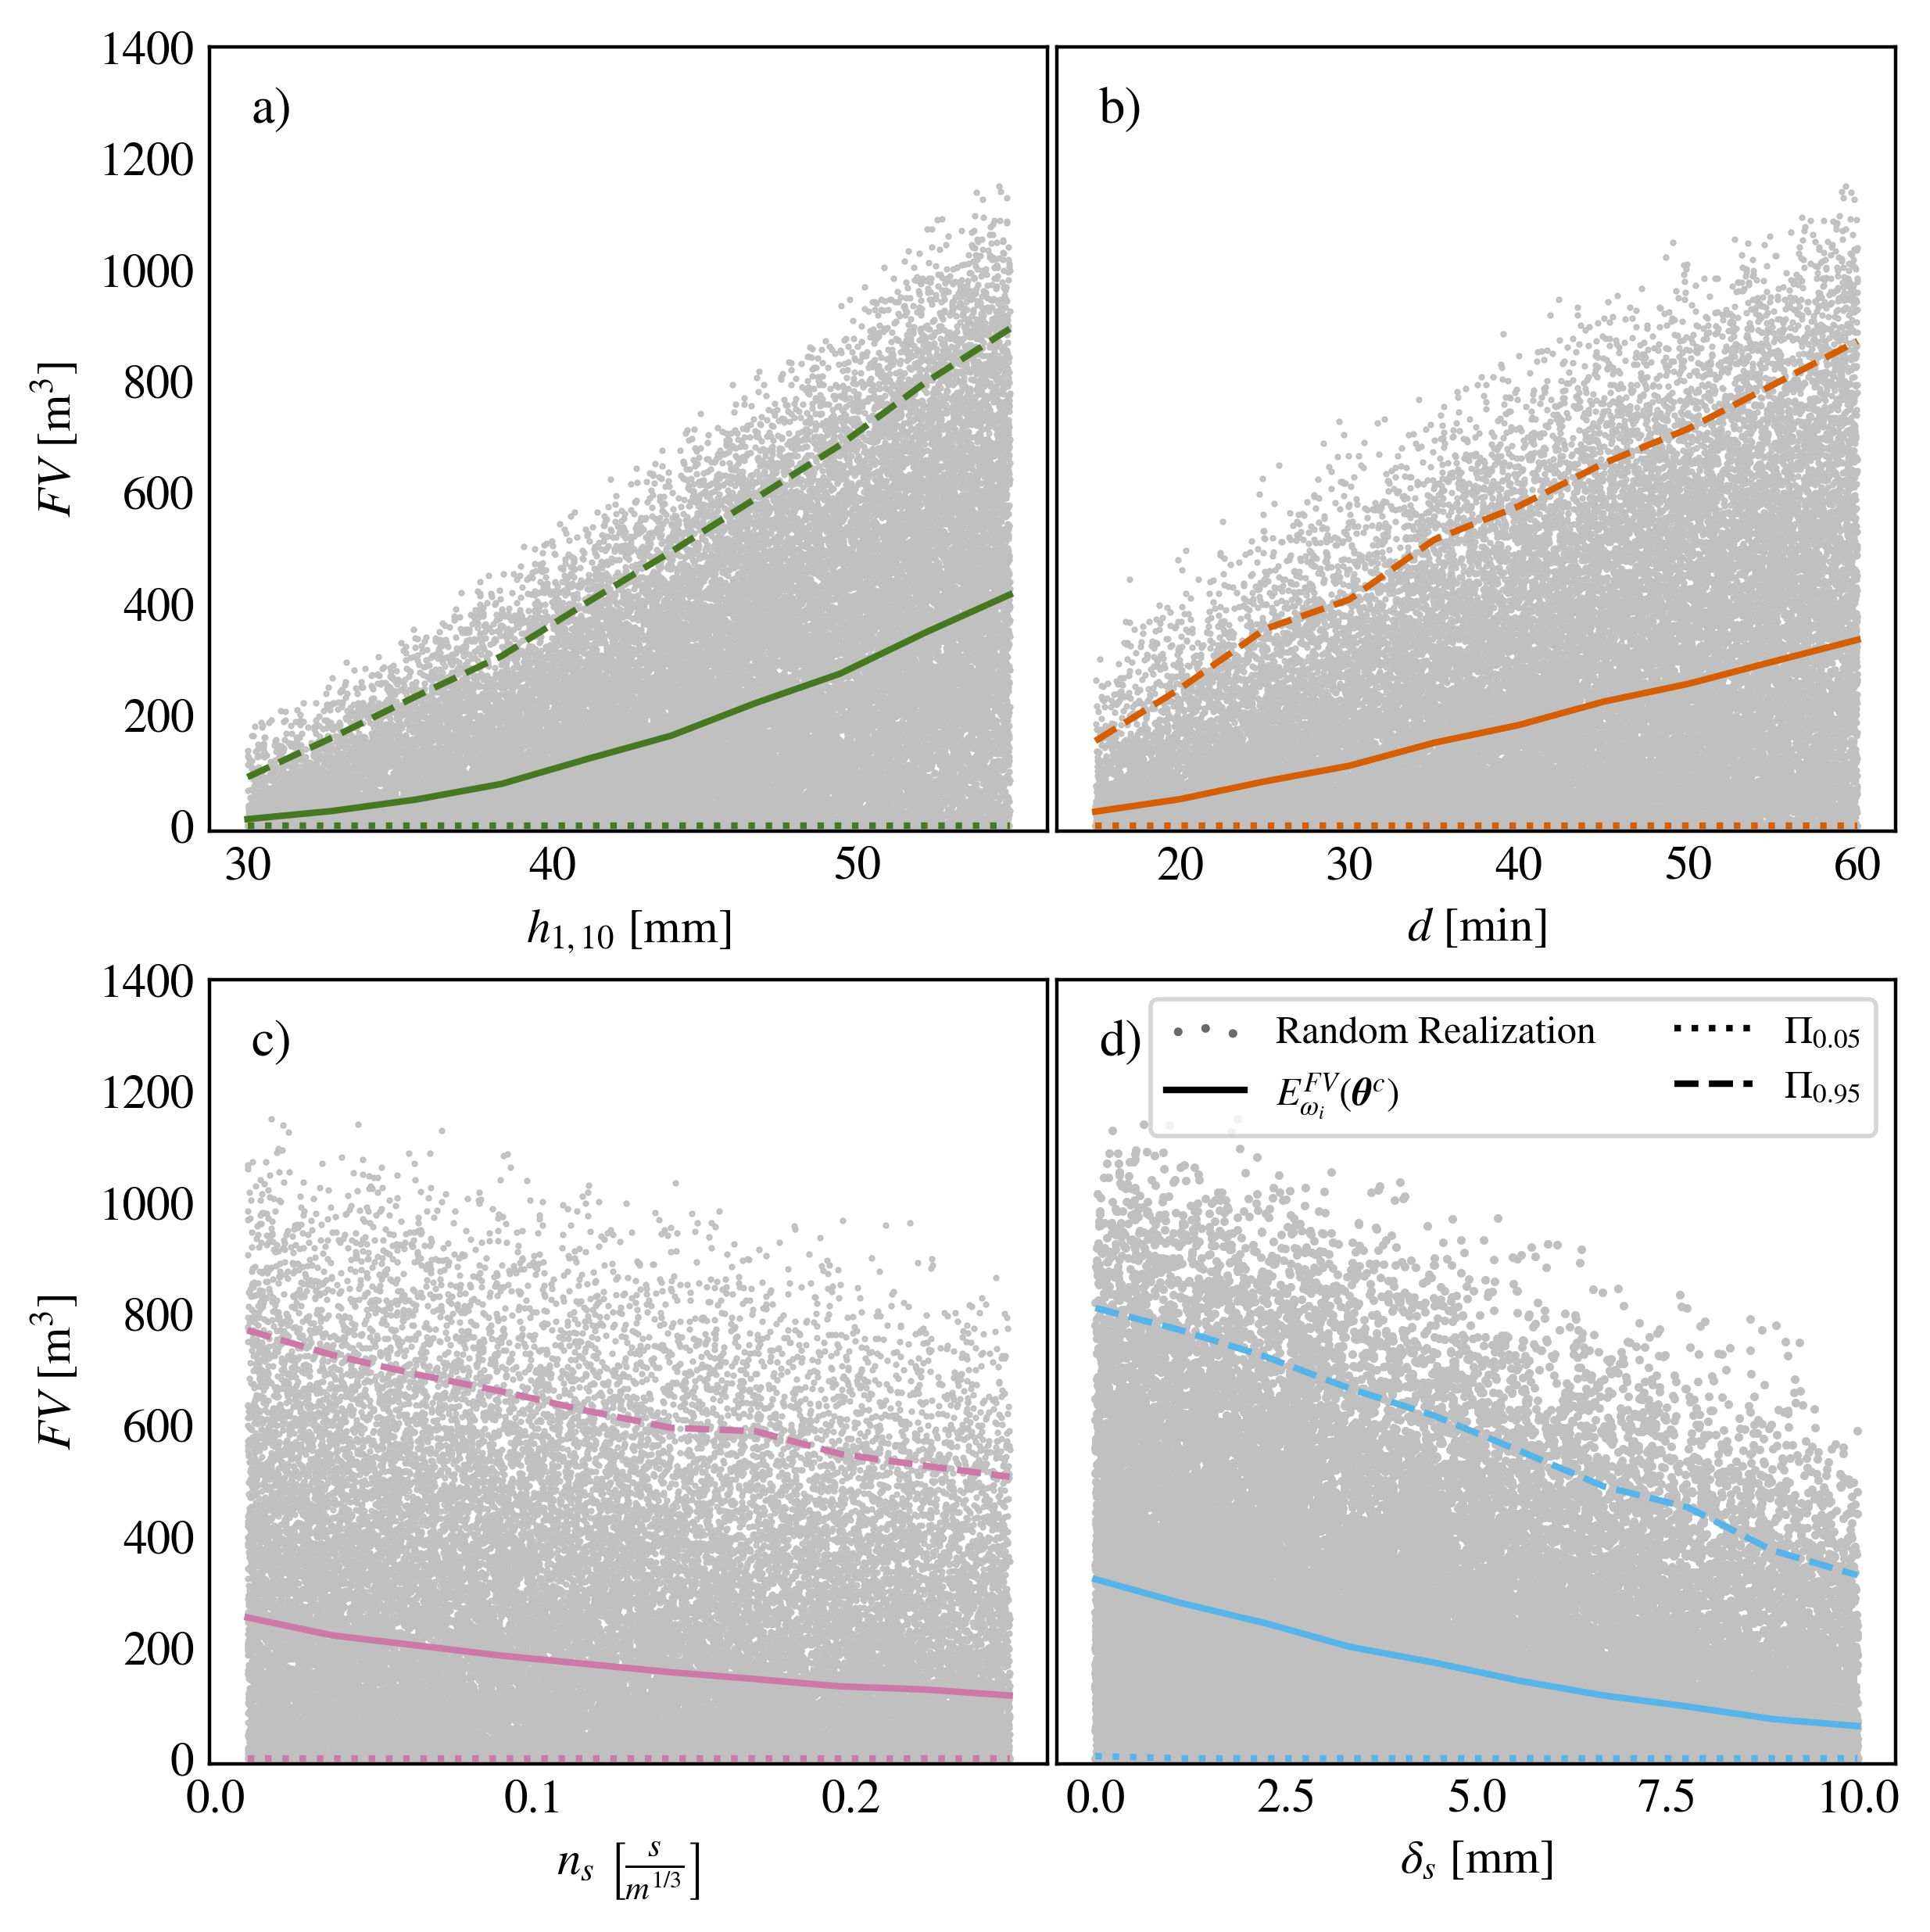 1400
1200
1000
800
600
400
200
0
FV [m³]
a)
30 40 50
h₁,₁₀ [mm]
b)
20 30 40 50 60
d [min]
1400
1200
1000
800
600
400
200
0
FV [m³]
c)
0.0 0.1 0.2
nₛ [s/m^{1/3}]
d)
Random Realization
E^{FV}_{ω_i}(θ^c)
Π₀.₀₅
Π₀.₉₅
0.0 2.5 5.0 7.5 10.0
δₛ [mm]